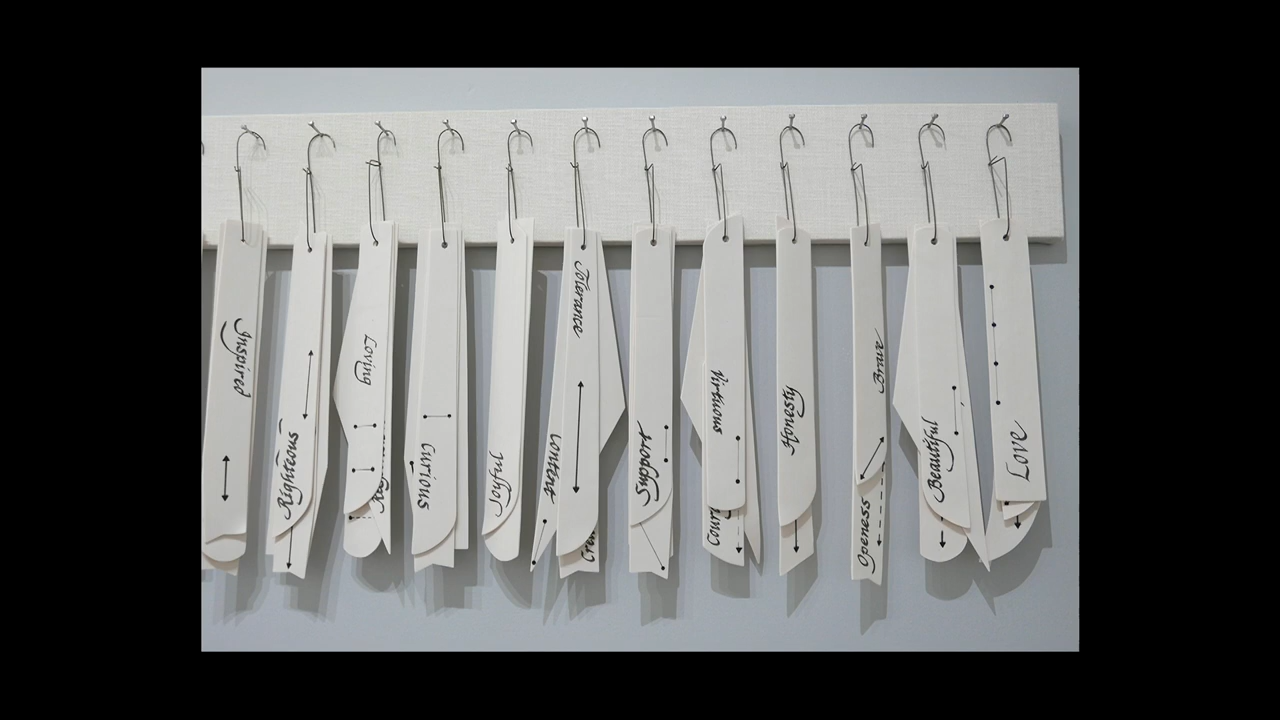 Inspired
Righteous
Loving
Curious
Joyful
Content
Tolerance
Support
Virtuous
Honesty
Brave
Openess
Beautiful
Love